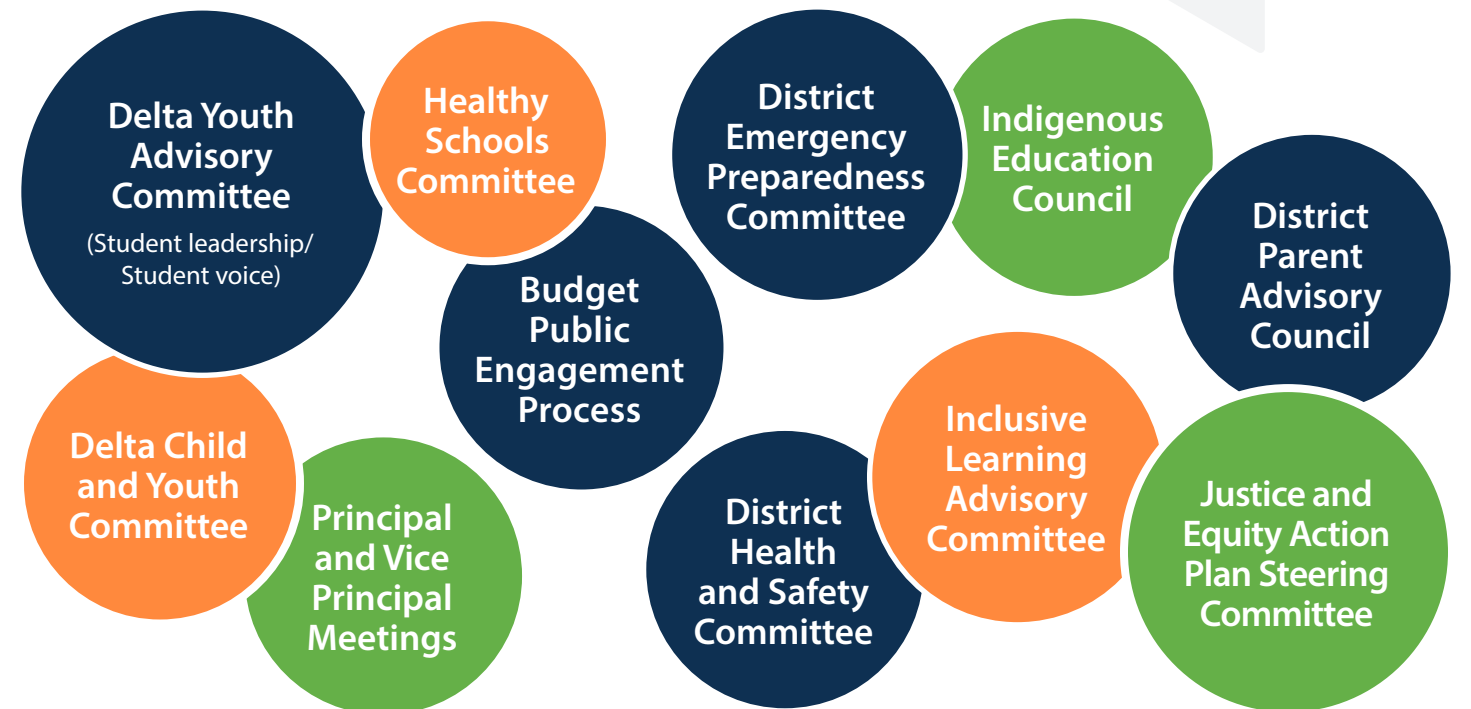 Delta Youth
Advisory
Committee
(Student leadership/
Student voice)
Healthy
Schools
Committee
District
Emergency
Preparedness
Committee
Indigenous
Education
Council
District
Parent
Advisory
Council
Budget
Public
Engagement
Process
Delta Child
and Youth
Committee
Principal
and Vice
Principal
Meetings
District
Health
and Safety
Committee
Inclusive
Learning
Advisory
Committee
Justice and
Equity Action
Plan Steering
Committee